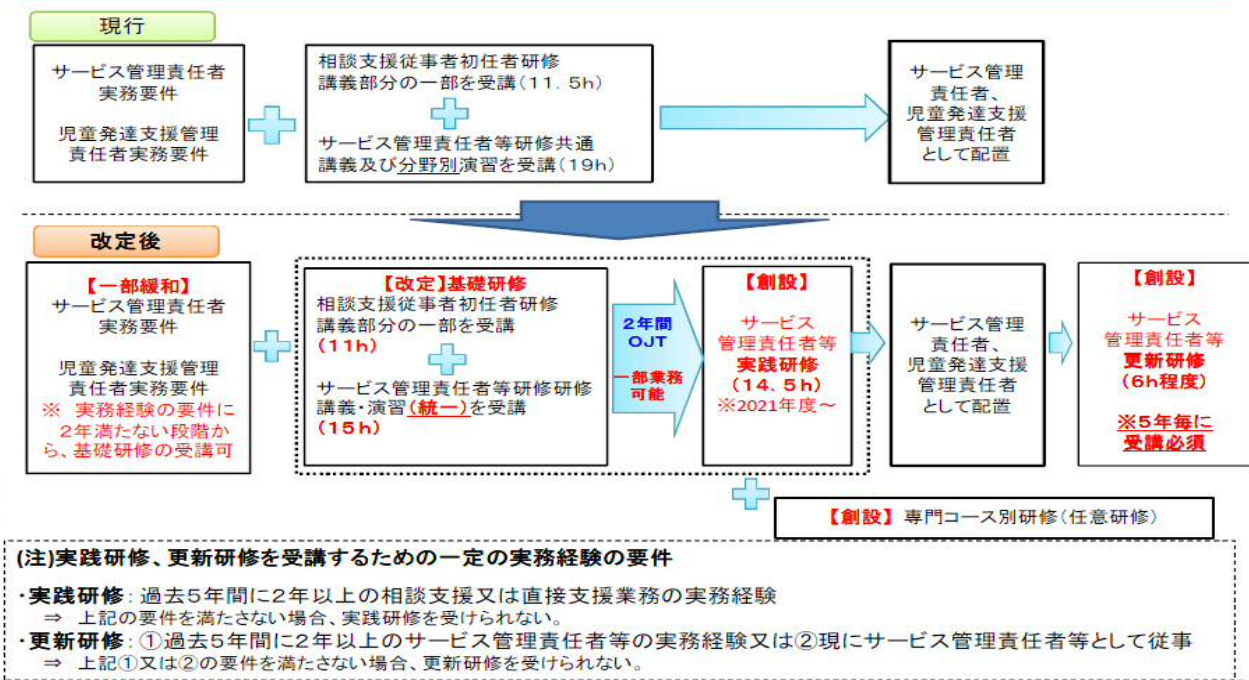 現行
サービス管理責任者
実務要件
児童発達支援管理
責任者実務要件
相談支援従事者初任者研修
講義部分の一部を受講(11.5h)
サービス管理責任者等研修共通
講義及び分野別演習を受講(19h)
サービス管理
責任者、
児童発達支援
管理責任者
として配置
改定後
【一部緩和】
サービス管理責任者
実務要件
児童発達支援管理
責任者実務要件
※ 実務経験の要件に
2年満たない段階か
ら、基礎研修の受講可
【改定】基礎研修
相談支援従事者初任者研修
講義部分の一部を受講
(11h)
サービス管理責任者等研修研修
講義・演習(統一)を受講
(15h)
2年間
OJT
一部業務
可能
【創設】
サービス
管理責任者等
実践研修
(14.5h)
※2021年度～
サービス管理
責任者、
児童発達支援
管理責任者
として配置
【創設】
サービス
管理責任者等
更新研修
(6h程度)
※5年毎に
受講必須
【創設】専門コース別研修(任意研修)
(注)実践研修、更新研修を受講するための一定の実務経験の要件
・実践研修：過去5年間に2年以上の相談支援又は直接支援業務の実務経験
⇒ 上記の要件を満たさない場合、実践研修を受けられない。
・更新研修：①過去5年間に2年以上のサービス管理責任者等の実務経験又は②現にサービス管理責任者等として従事
⇒ 上記①又は②の要件を満たさない場合、更新研修を受けられない。